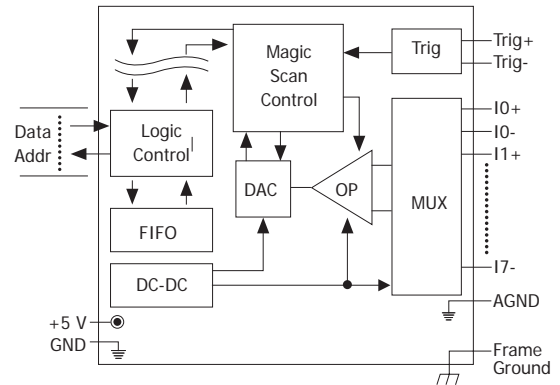 Magic
Scan
Control
Trig
Trig+
Trig-
Data
Addr
Logic
Control
I0+
I0-
I1+
DAC
OP
MUX
FIFO
DC-DC
I7-
AGND
+5 V
GND
Frame
Ground